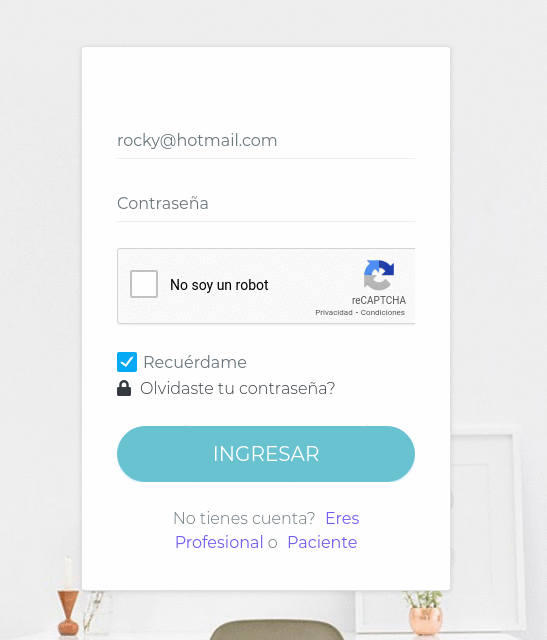 rocky@hotmail.com
Contraseña
No soy un robot
reCAPTCHA
Privacidad - Condiciones
Recuérdame
Olvidaste tu contraseña?
INGRESAR
No tienes cuenta? Eres
Profesional o Paciente